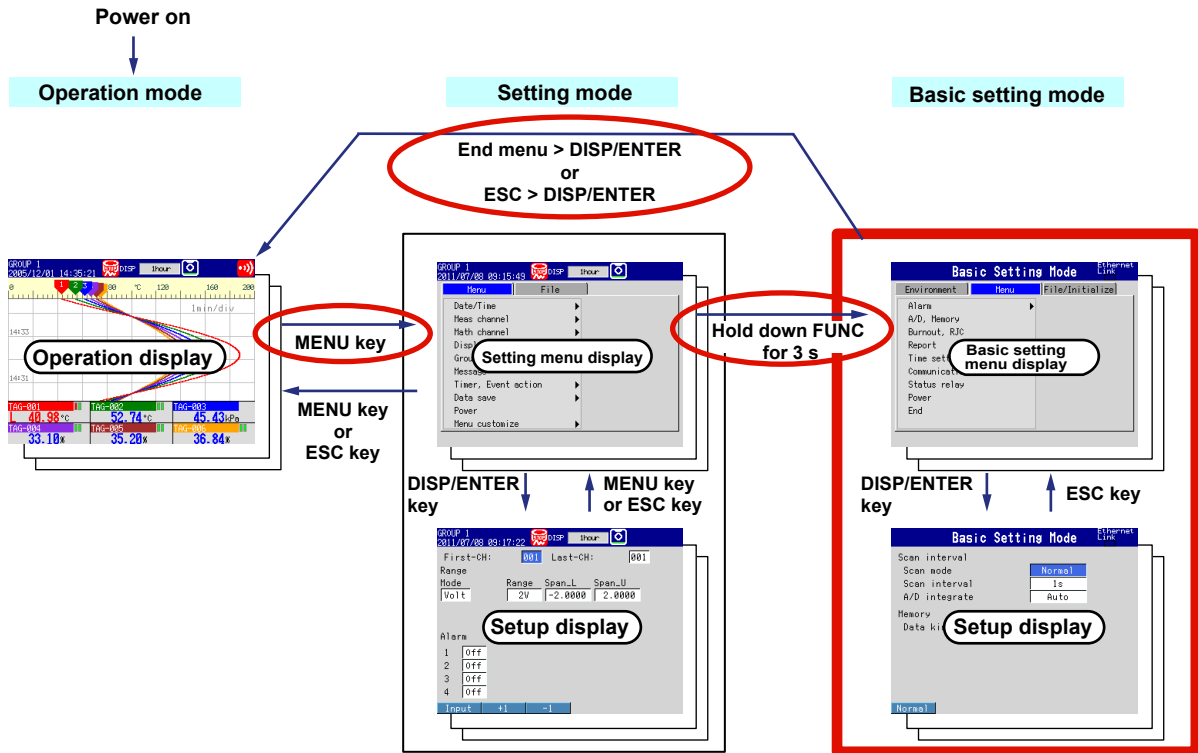 Power on
Operation mode
Setting mode
Basic setting mode
End menu > DISP/ENTER
or
ESC > DISP/ENTER
GROUP 1
2005/12/01 14:35:21
DISP
1hour
0
1
2
3
80
°C
120
160
200
1min/div
14:33
Operation display
14:31
TAG-001
TAG-002
TAG-003
L 40.98°C
52.74°C
45.43kPa
TAG-004
TAG-005
TAG-006
33.10%
35.20%
36.84%
MENU key
MENU key
or
ESC key
GROUP 1
2011/07/08 09:15:49
DISP
1hour
Menu
File
Date/Time
Meas channel
Math channel
Setting menu display
Timer, Event action
Data save
Power
Menu customize
Hold down FUNC
for 3 s
Basic Setting Mode
Ethernet
Link
Environment
Menu
File/Initialize
Alarm
A/D, Memory
Burnout, RJC
Report
Basic setting
menu display
Status relay
Power
End
DISP/ENTER
key
MENU key
or ESC key
DISP/ENTER
key
ESC key
GROUP 1
2011/07/08 09:17:22
DISP
1hour
First-CH: 001 Last-CH: 001
Range
Mode Range Span_L Span_U
Volt 2V -2.0000 2.0000
Setup display
Alarm
1 Off
2 Off
3 Off
4 Off
Input +1 -1
Basic Setting Mode
Ethernet
Link
Scan interval
Scan mode Normal
Scan interval 1s
A/D integrate Auto
Memory
Data
Setup display
Normal